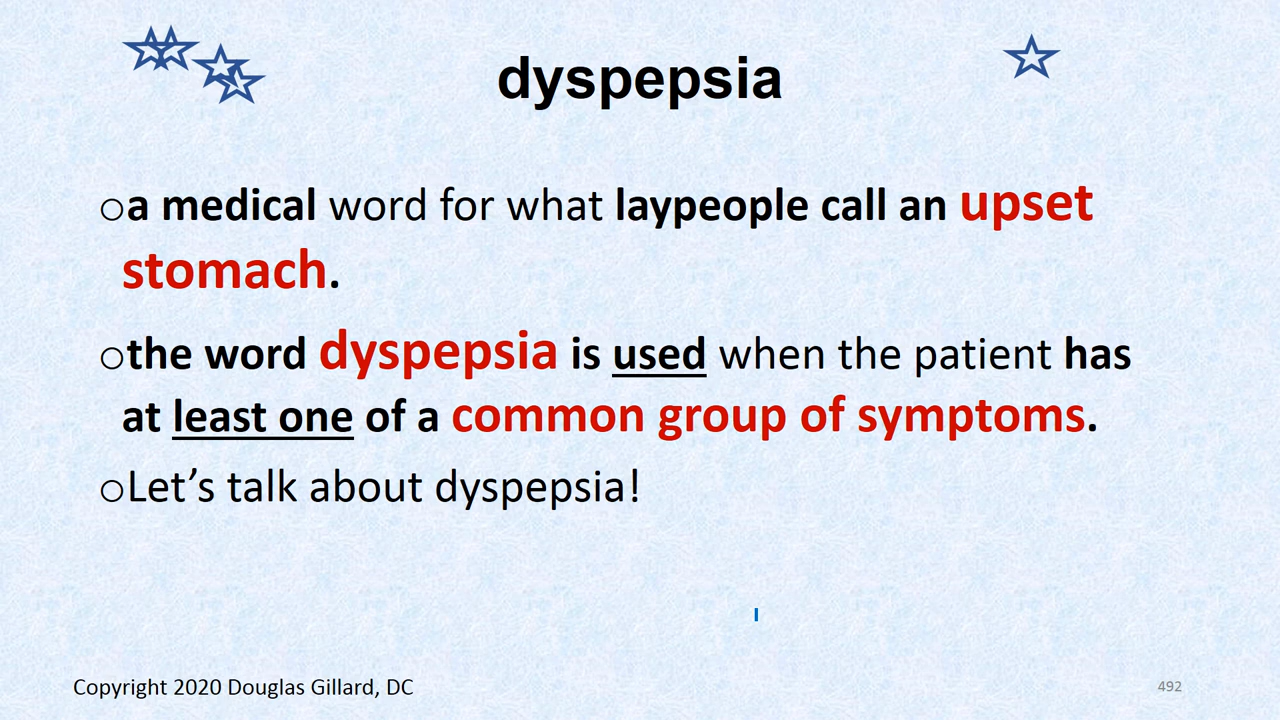 dyspepsia
oa medical word for what laypeople call an upset
stomach.
othe word dyspepsia is used when the patient has
at least one of a common group of symptoms.
oLet’s talk about dyspepsia!
Copyright 2020 Douglas Gillard, DC
492